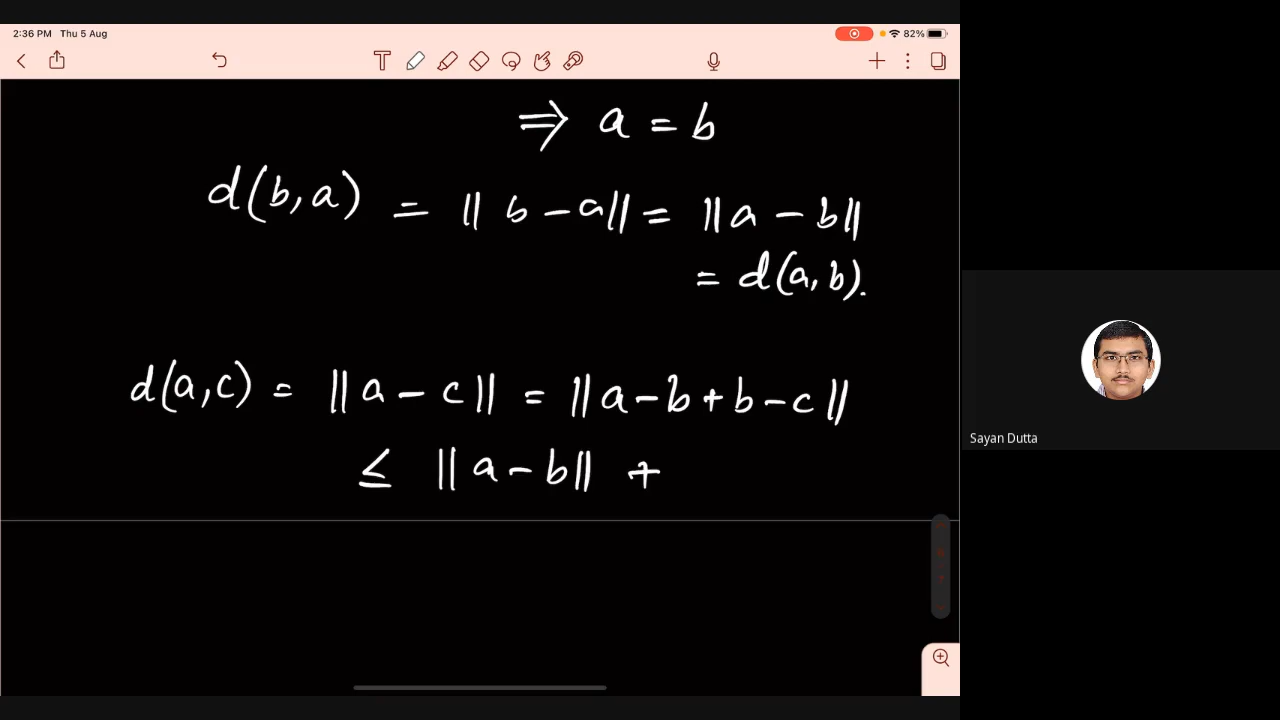 2:36 PM Thu 5 Aug
82%
T
⇒ a = b
d(b,a) = || b − a || = || a − b ||
= d(a, b).
d(a,c) = || a − c || = || a − b + b − c ||
≤ || a − b || +
Sayan Dutta